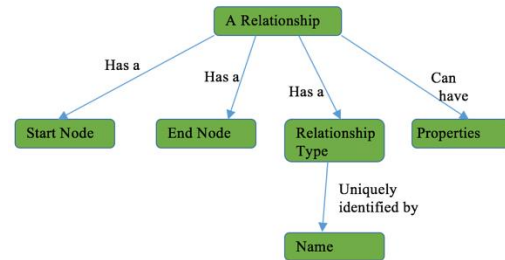 A Relationship
Has a
Has a
Has a
Can
have
Start Node
End Node
Relationship
Type
Properties
Uniquely
identified by
Name